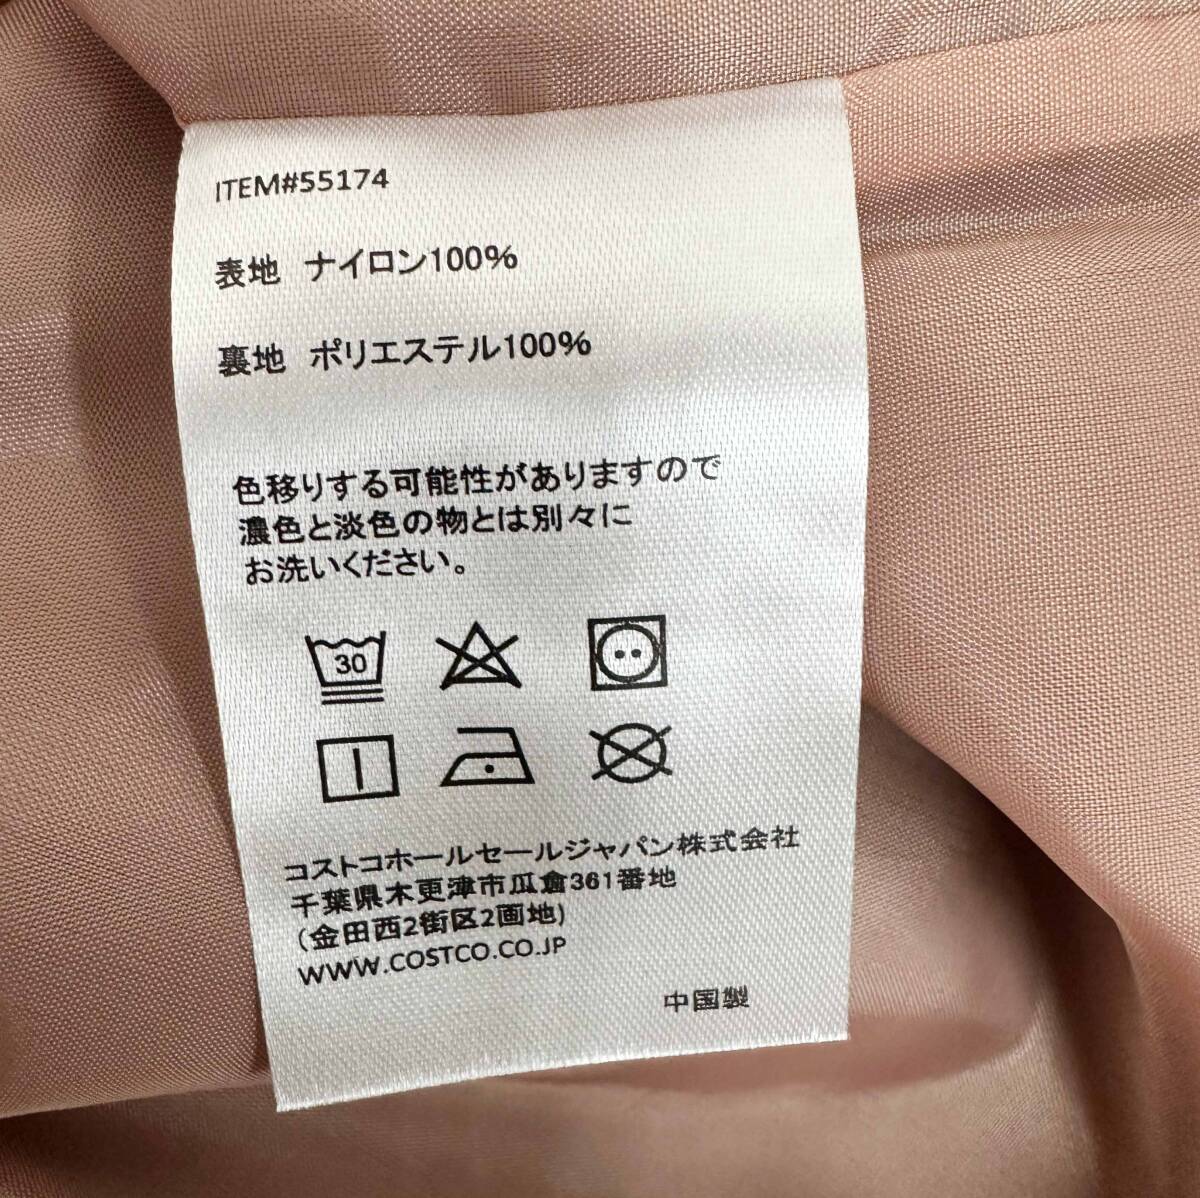 ITEM#55174
表地 ナイロン100%
裏地 ポリエステル100%
色移りする可能性がありますので
濃色と淡色の物とは別々に
お洗いください。
30
コストコホールセールジャパン株式会社
千葉県木更津市瓜倉361番地
(金田西2街区2画地)
WWW.COSTCO.CO.JP
中国製